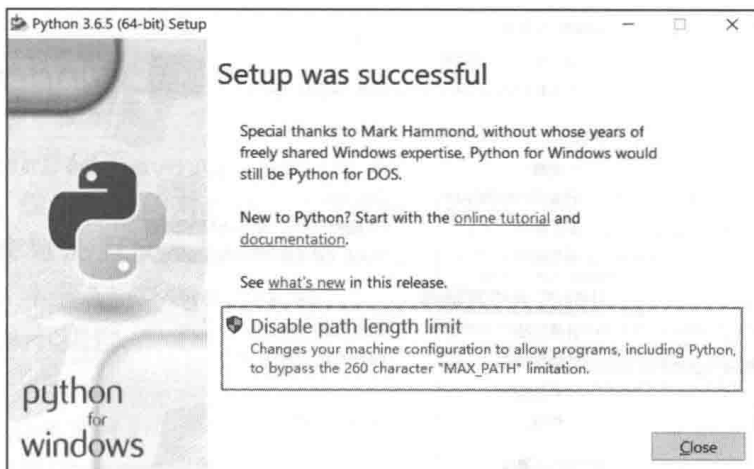 Python 3.6.5 (64-bit) Setup
Setup was successful
Special thanks to Mark Hammond, without whose years of
freely shared Windows expertise, Python for Windows would
still be Python for DOS.
New to Python? Start with the online tutorial and
documentation.
See what's new in this release.
Disable path length limit
Changes your machine configuration to allow programs, including Python,
to bypass the 260 character "MAX_PATH" limitation.
python
for
windows
Close